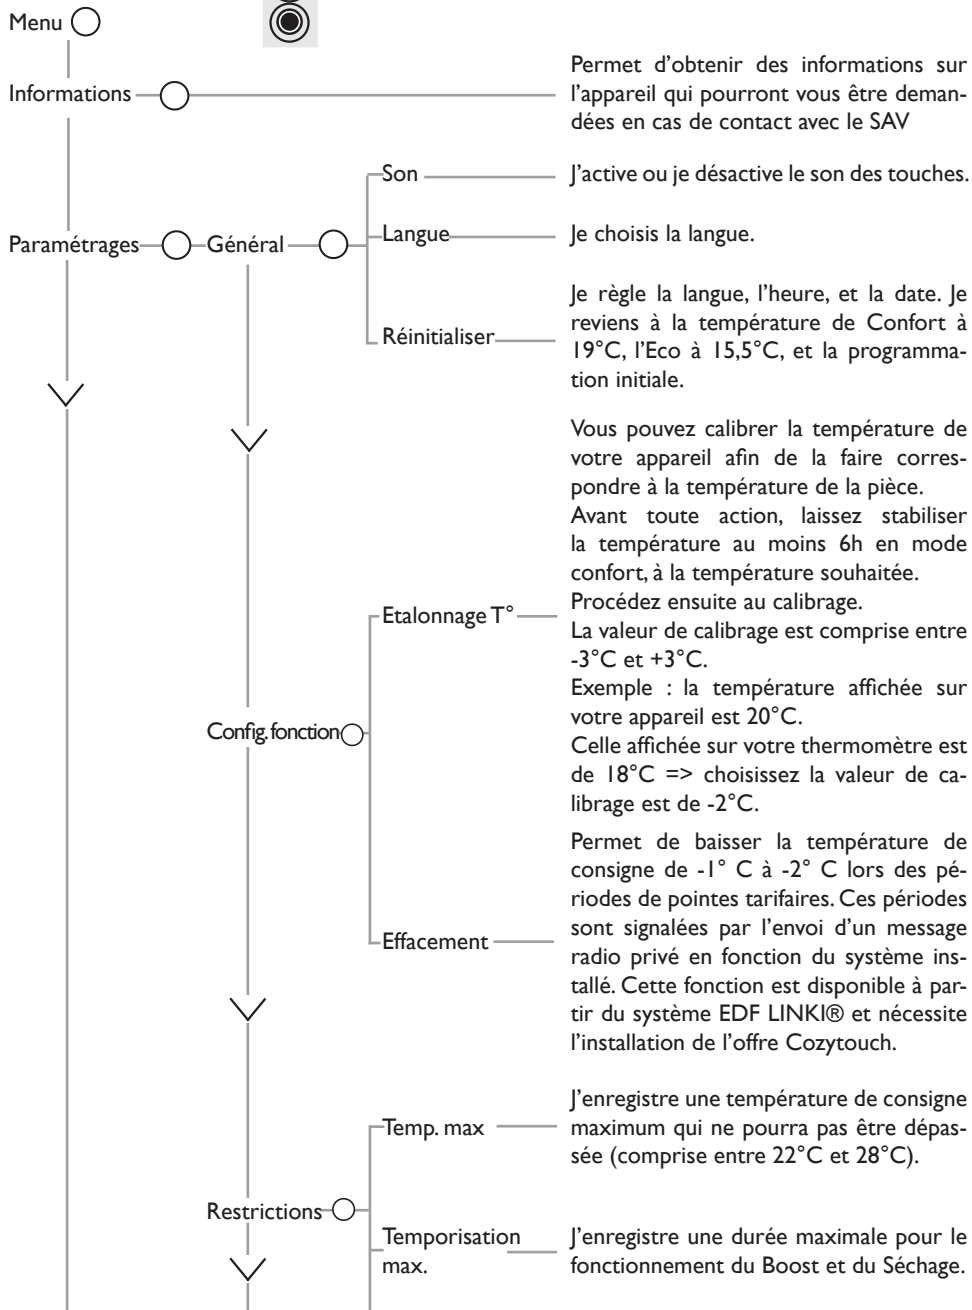 Menu
Informations
Permet d'obtenir des informations sur
l'appareil qui pourront vous être deman-
dées en cas de contact avec le SAV
Son
J'active ou je désactive le son des touches.
Paramétrages
Général
Langue
Je choisis la langue.
Réinitialiser
Je règle la langue, l'heure, et la date. Je
reviens à la température de Confort à
19°C, l'Eco à 15,5°C, et la programma-
tion initiale.
Config. fonction
Etalonnage T°
Vous pouvez calibrer la température de
votre appareil afin de la faire corres-
pondre à la température de la pièce.
Avant toute action, laissez stabiliser
la température au moins 6h en mode
confort, à la température souhaitée.
Procédez ensuite au calibrage.
La valeur de calibrage est comprise entre
-3°C et +3°C.
Exemple : la température affichée sur
votre appareil est 20°C.
Celle affichée sur votre thermomètre est
de 18°C => choisissez la valeur de ca-
librage est de -2°C.
Effacement
Permet de baisser la température de
consigne de -1° C à -2° C lors des pé-
riodes de pointes tarifaires. Ces périodes
sont signalées par l'envoi d'un message
radio privé en fonction du système ins-
tallé. Cette fonction est disponible à par-
tir du système EDF LINKI® et nécessite
l'installation de l'offre Cozytouch.
Restrictions
Temp. max
J'enregistre une température de consigne
maximum qui ne pourra pas être dépas-
sée (comprise entre 22°C et 28°C).
Temporisation
max.
J'enregistre une durée maximale pour le
fonctionnement du Boost et du Séchage.